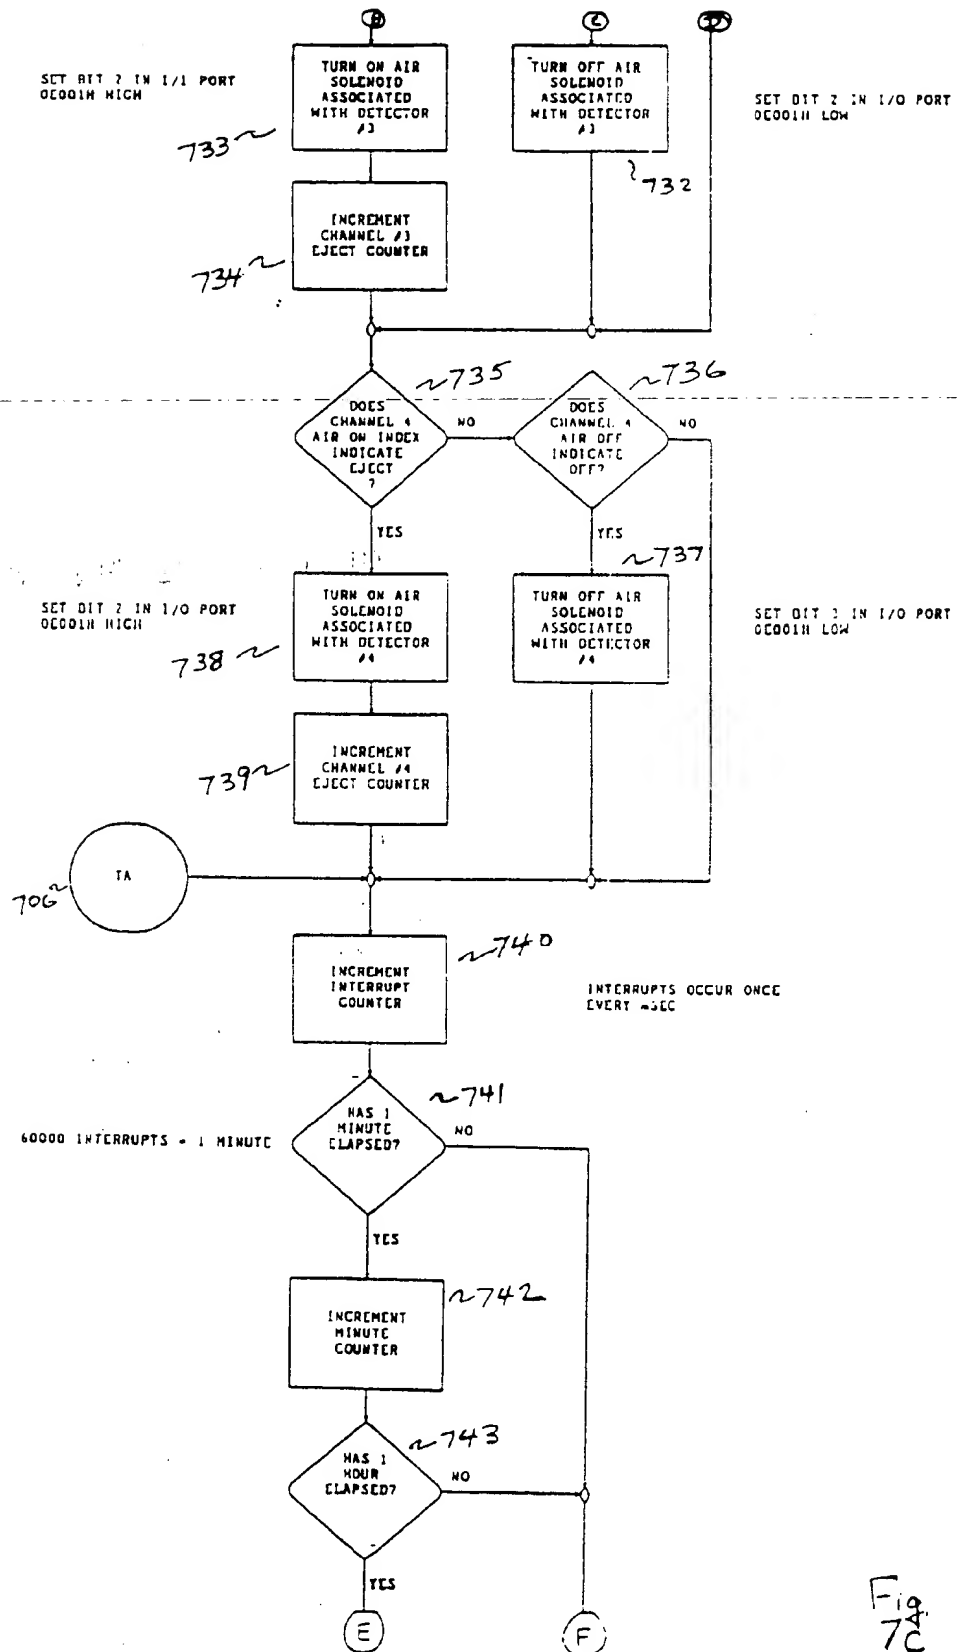 C
TURN ON AIR
SOLENOID
ASSOCIATED
WITH DETECTOR
#3
SET BIT 2 IN I/I PORT
0E001H HIGH
733
TURN OFF AIR
SOLENOID
ASSOCIATED
WITH DETECTOR
#3
SET BIT 2 IN I/O PORT
0E001H LOW
732
INCREMENT
CHANNEL #3
EJECT COUNTER
734
735
DOES
CHANNEL 4
AIR ON INDEX
INDICATE
EJECT
?
NO
YES
736
DOES
CHANNEL 4
AIR OFF
INDICATE
OFF?
NO
YES
737
SET BIT 2 IN I/O PORT
0E001H HIGH
TURN ON AIR
SOLENOID
ASSOCIATED
WITH DETECTOR
#4
738
TURN OFF AIR
SOLENOID
ASSOCIATED
WITH DETECTOR
#4
SET BIT 3 IN I/O PORT
0E001H LOW
INCREMENT
CHANNEL #4
EJECT COUNTER
739
TA
706
740
INCREMENT
INTERRUPT
COUNTER
INTERRUPTS OCCUR ONCE
EVERY mSEC
741
HAS 1
MINUTE
ELAPSED?
NO
60000 INTERRUPTS = 1 MINUTE
YES
742
INCREMENT
MINUTE
COUNTER
743
HAS 1
HOUR
ELAPSED?
NO
YES
E
F
Fig.
7C